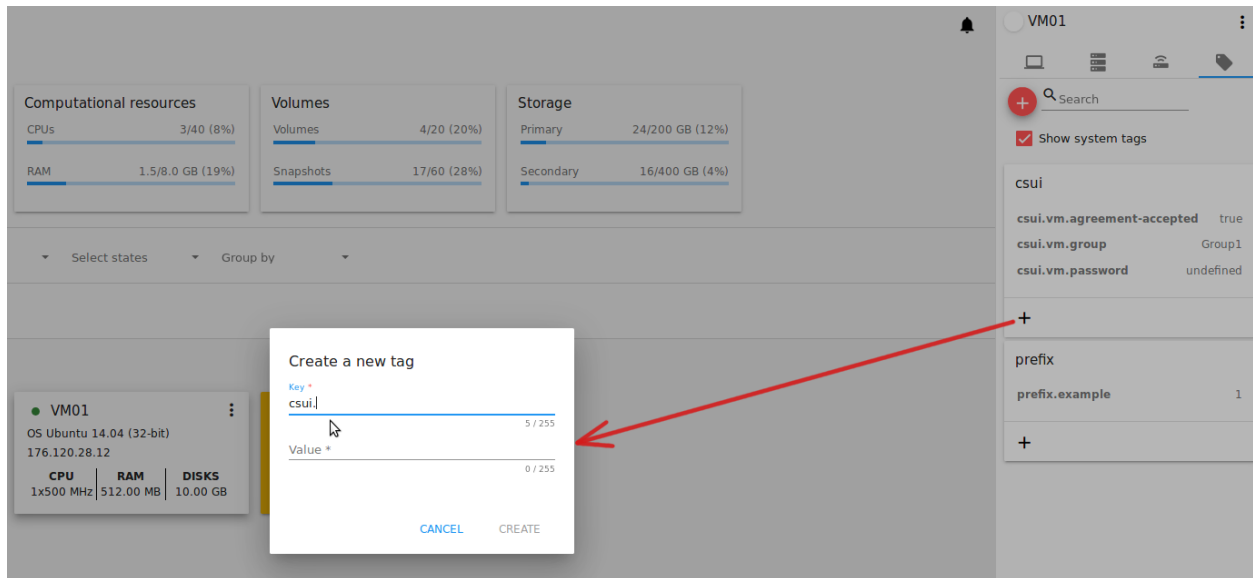 VM01
Computational resources
CPUs 3/40 (8%)
RAM 1.5/8.0 GB (19%)
Volumes
Volumes 4/20 (20%)
Snapshots 17/60 (28%)
Storage
Primary 24/200 GB (12%)
Secondary 16/400 GB (4%)
Search
Show system tags
csui
csui.vm.agreement-accepted true
csui.vm.group Group1
csui.vm.password undefined
+
prefix
prefix.example 1
+
Select states Group by
Create a new tag
Key *
csui.
5 / 255
Value *
0 / 255
CANCEL CREATE
VM01
OS Ubuntu 14.04 (32-bit)
176.120.28.12
CPU RAM DISKS
1x500 MHz 512.00 MB 10.00 GB